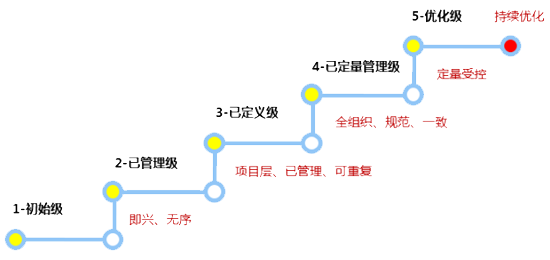 5-优化级 持续优化
4-已定量管理级 定量受控
3-已定义级 全组织、规范、一致
2-已管理级 项目层、已管理、可重复
1-初始级 即兴、无序